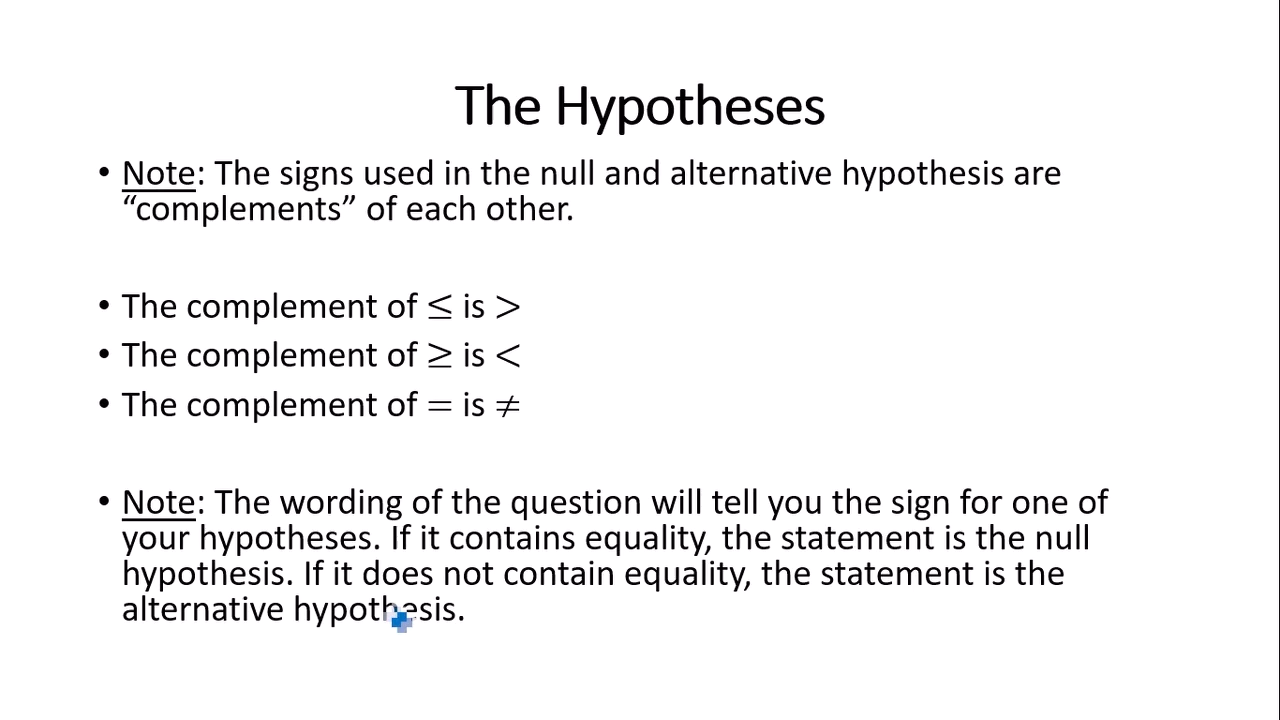 The Hypotheses
• Note: The signs used in the null and alternative hypothesis are
“complements” of each other.
• The complement of ≤ is >
• The complement of ≥ is <
• The complement of = is ≠
• Note: The wording of the question will tell you the sign for one of
your hypotheses. If it contains equality, the statement is the null
hypothesis. If it does not contain equality, the statement is the
alternative hypothesis.